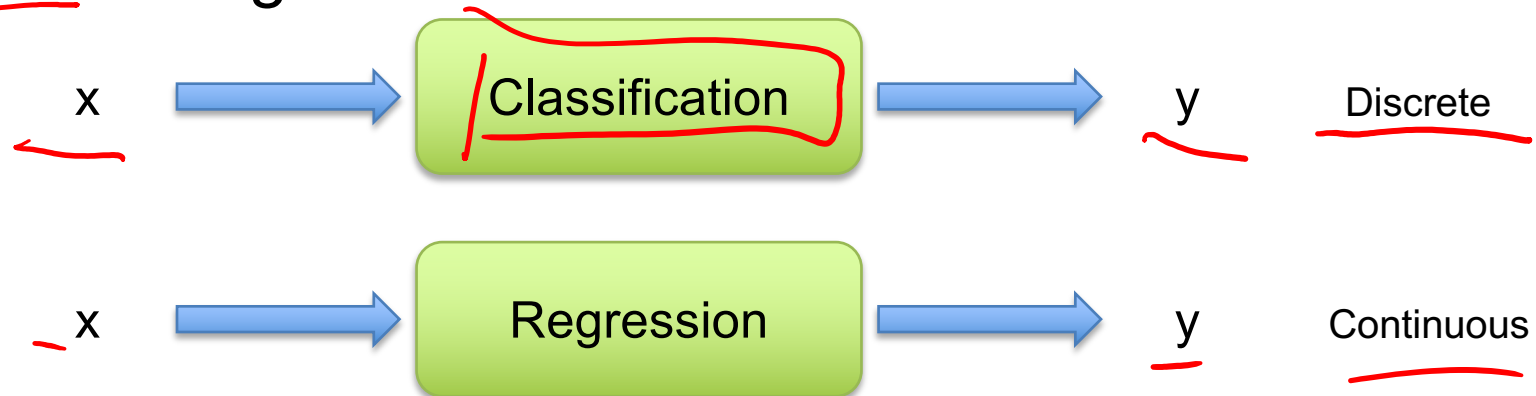 x Classification y Discrete
x Regression y Continuous